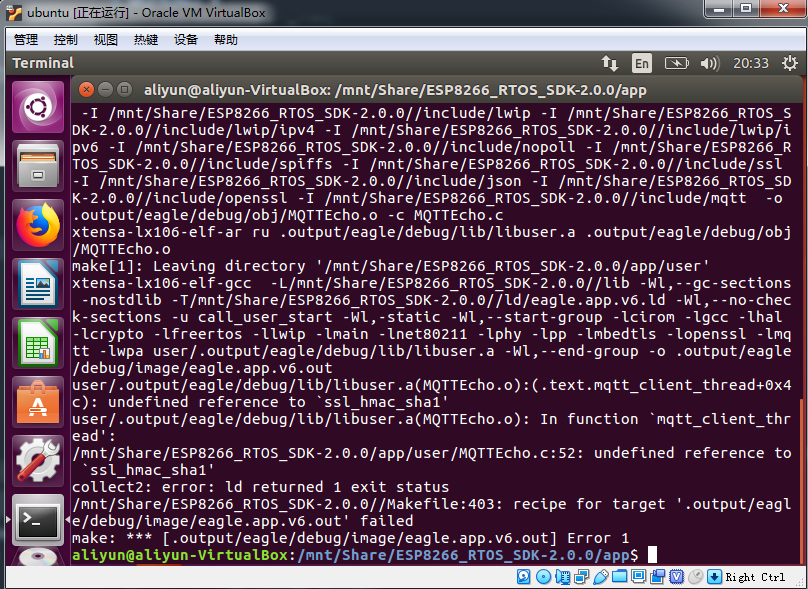 ubuntu [正在运行] - Oracle VM VirtualBox
管理 控制 视图 热键 设备 帮助
Terminal En 20:33
aliyun@aliyun-VirtualBox: /mnt/Share/ESP8266_RTOS_SDK-2.0.0/app
-I /mnt/Share/ESP8266_RTOS_SDK-2.0.0//include/lwip -I /mnt/Share/ESP8266_RTOS_S
DK-2.0.0//include/lwip/ipv4 -I /mnt/Share/ESP8266_RTOS_SDK-2.0.0//include/lwip/i
pv6 -I /mnt/Share/ESP8266_RTOS_SDK-2.0.0//include/nopoll -I /mnt/Share/ESP8266_R
TOS_SDK-2.0.0//include/spiffs -I /mnt/Share/ESP8266_RTOS_SDK-2.0.0//include/ssl
-I /mnt/Share/ESP8266_RTOS_SDK-2.0.0//include/json -I /mnt/Share/ESP8266_RTOS_SD
K-2.0.0//include/openssl -I /mnt/Share/ESP8266_RTOS_SDK-2.0.0//include/mqtt  -o
.output/eagle/debug/obj/MQTTEcho.o -c MQTTEcho.c
xtensa-lx106-elf-ar ru .output/eagle/debug/lib/libuser.a .output/eagle/debug/obj
/MQTTEcho.o
make[1]: Leaving directory '/mnt/Share/ESP8266_RTOS_SDK-2.0.0/app/user'
xtensa-lx106-elf-gcc  -L/mnt/Share/ESP8266_RTOS_SDK-2.0.0//lib -Wl,--gc-sections
-nostdlib -T/mnt/Share/ESP8266_RTOS_SDK-2.0.0//ld/eagle.app.v6.ld -Wl,--no-chec
k-sections -u call_user_start -Wl,-static -Wl,--start-group -lcirom -lgcc -lhal
-lcrypto -lfreertos -llwip -lmain -lnet80211 -lphy -lpp -lmbedtls -lopenssl -lmq
tt -lwpa user/.output/eagle/debug/lib/libuser.a -Wl,--end-group -o .output/eagle
/debug/image/eagle.app.v6.out
user/.output/eagle/debug/lib/libuser.a(MQTTEcho.o):(.text.mqtt_client_thread+0x4
c): undefined reference to `ssl_hmac_sha1'
user/.output/eagle/debug/lib/libuser.a(MQTTEcho.o): In function `mqtt_client_thr
ead':
/mnt/Share/ESP8266_RTOS_SDK-2.0.0/app/user/MQTTEcho.c:52: undefined reference to
`ssl_hmac_sha1'
collect2: error: ld returned 1 exit status
/mnt/Share/ESP8266_RTOS_SDK-2.0.0//Makefile:403: recipe for target '.output/eagl
e/debug/image/eagle.app.v6.out' failed
make: *** [.output/eagle/debug/image/eagle.app.v6.out] Error 1
aliyun@aliyun-VirtualBox:/mnt/Share/ESP8266_RTOS_SDK-2.0.0/app$
Right Ctrl